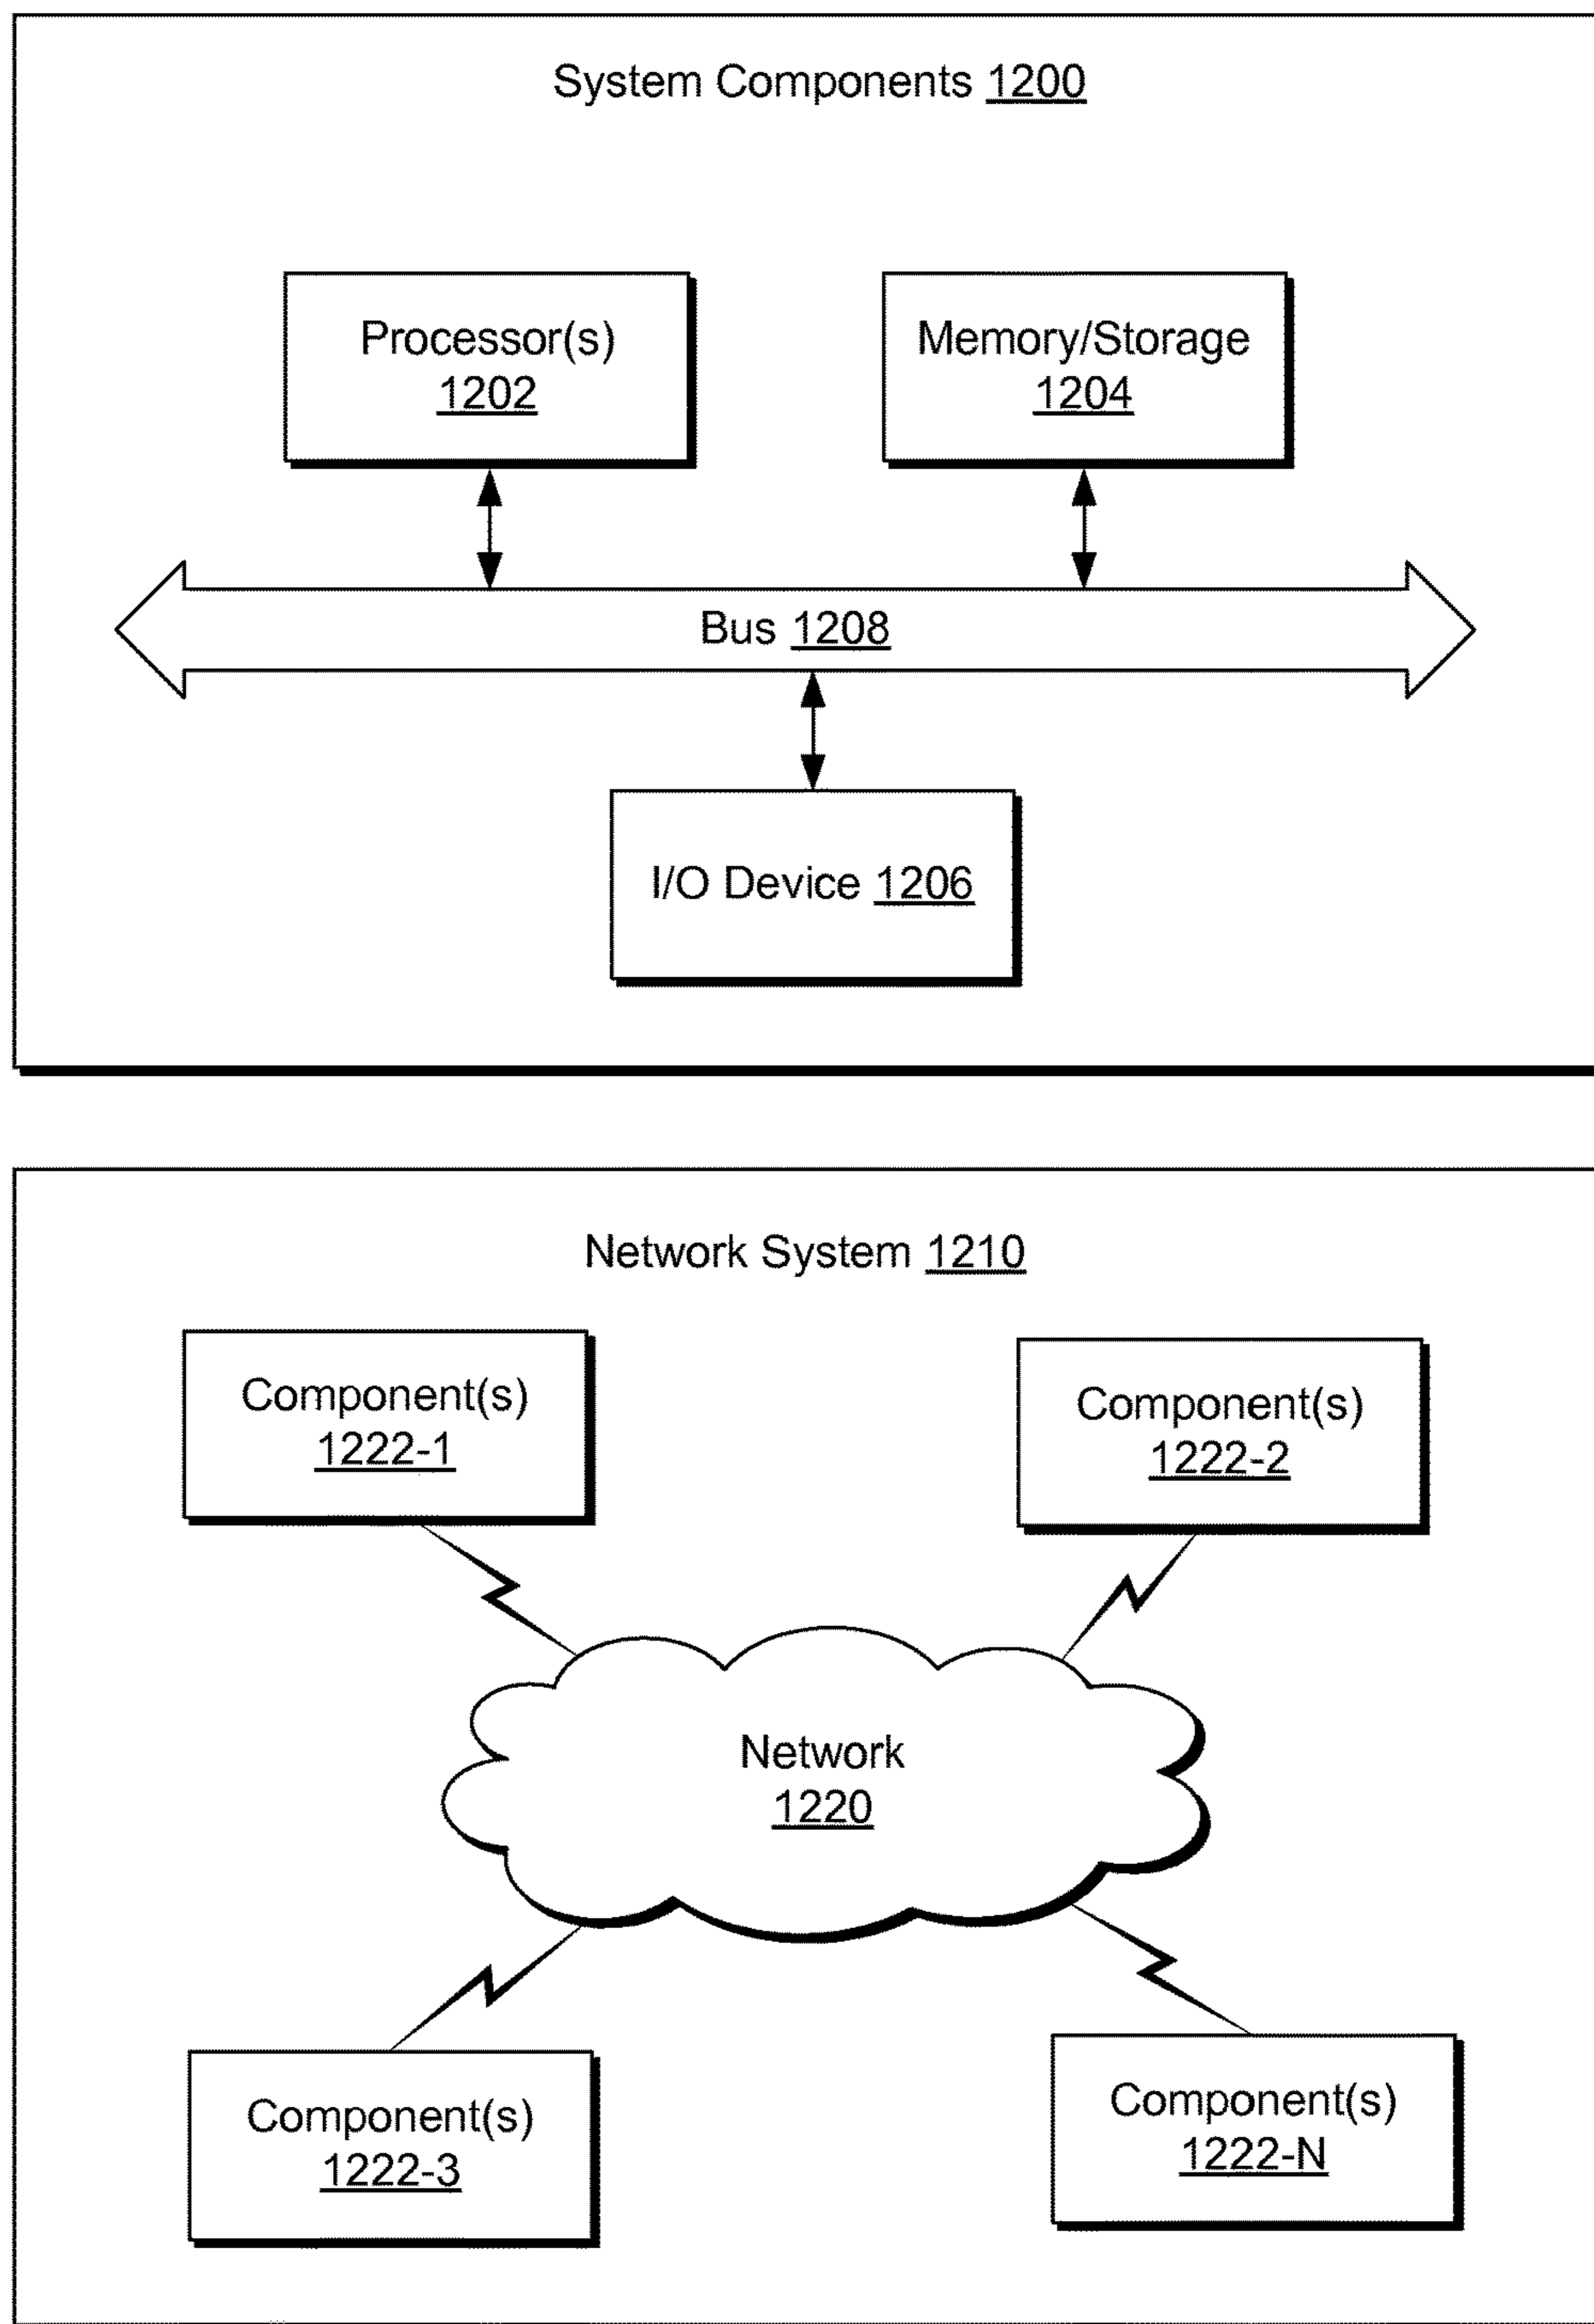 System Components 1200
Processor(s)
1202
Memory/Storage
1204
Bus 1208
I/O Device 1206
Network System 1210
Component(s)
1222-1
Component(s)
1222-2
Network
1220
Component(s)
1222-3
Component(s)
1222-N